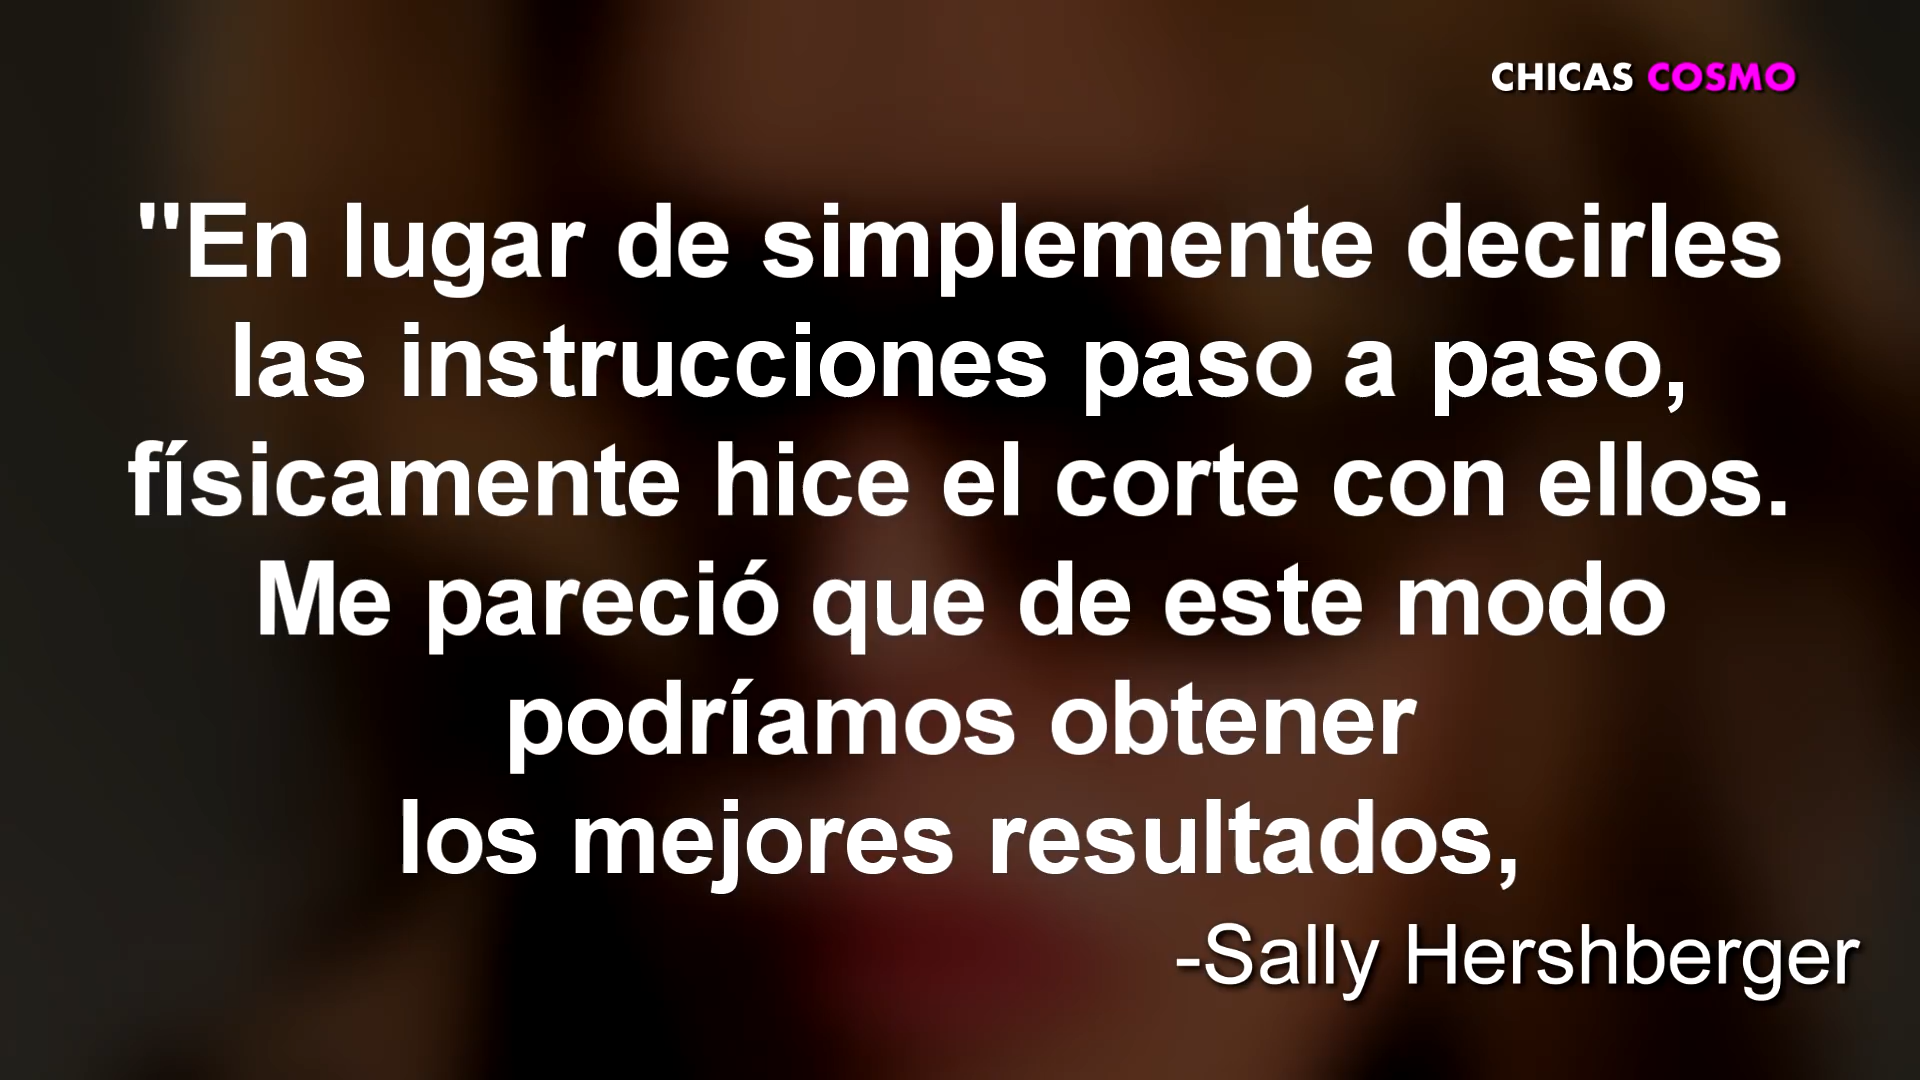 CHICAS COSMO
"En lugar de simplemente decirles
las instrucciones paso a paso,
físicamente hice el corte con ellos.
Me pareció que de este modo
podríamos obtener
los mejores resultados,
-Sally Hershberger